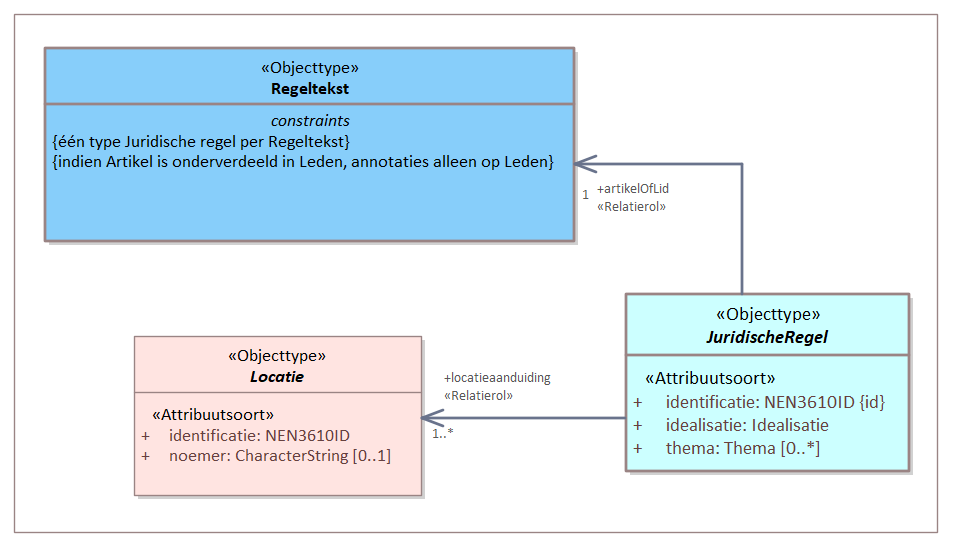 «Objecttype»
Regeltekst
constraints
{één type Juridische regel per Regeltekst}
{indien Artikel is onderverdeeld in Leden, annotaties alleen op Leden}
1 +artikelOfLid
«Relatierol»
«Objecttype»
JuridischeRegel
«Attribuutsoort»
+ identificatie: NEN3610ID {id}
+ idealisatie: Idealisatie
+ thema: Thema [0..*]
+locatieaanduiding
«Relatierol»
1..*
«Objecttype»
Locatie
«Attribuutsoort»
+ identificatie: NEN3610ID
+ noemer: CharacterString [0..1]